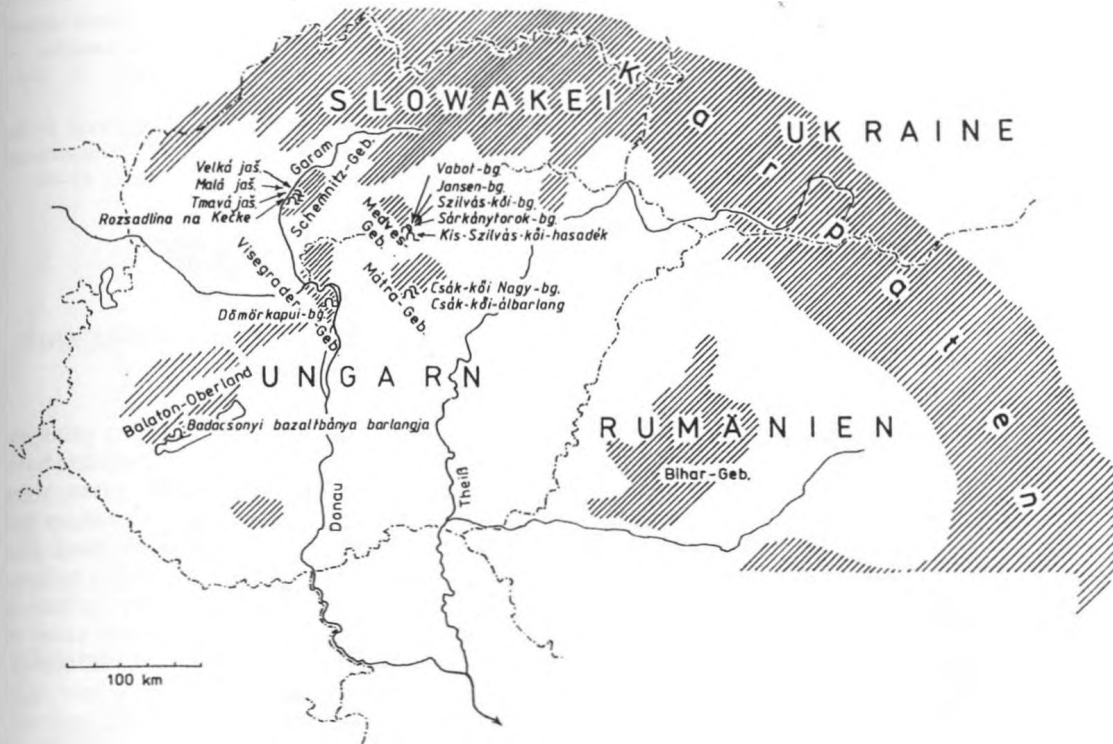 SLOWAKEI
Karpaten
UKRAINE
Velká jaš.
Malá jaš.
Tmavá jaš.
Rozsadlina na Kečke
Garam
Schemnitz-Geb.
Vabot-bg.
Jansen-bg.
Szilvás-kői-bg.
Sárkánytorok-bg.
Kis-Szilvás-kői-hasadék
Medves Geb.
Mátra-Geb.
Csák-kői Nagy-bg.
Csák-kői-álbarlang
Visegrader Geb.
Dömörkapui-bg.
UNGARN
Balaton-Oberland
Badacsonyi bazaltbánya barlangja
RUMÄNIEN
Bihar-Geb.
Donau
Theiß
100 km